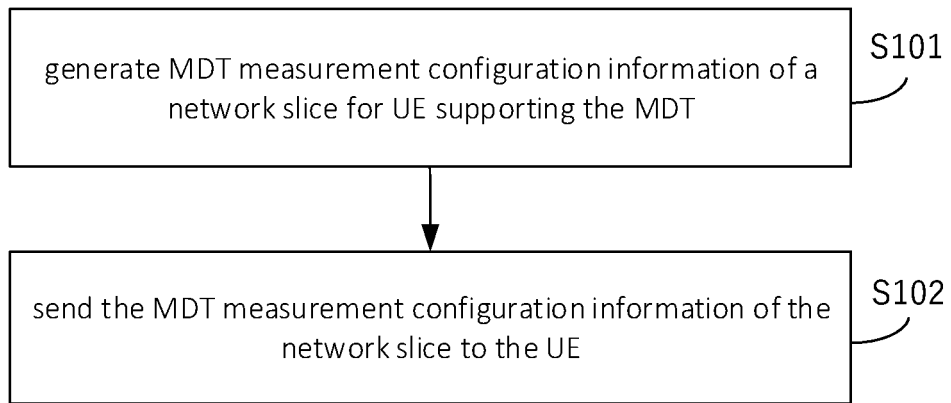 generate MDT measurement configuration information of a
network slice for UE supporting the MDT
S101
send the MDT measurement configuration information of the
network slice to the UE
S102